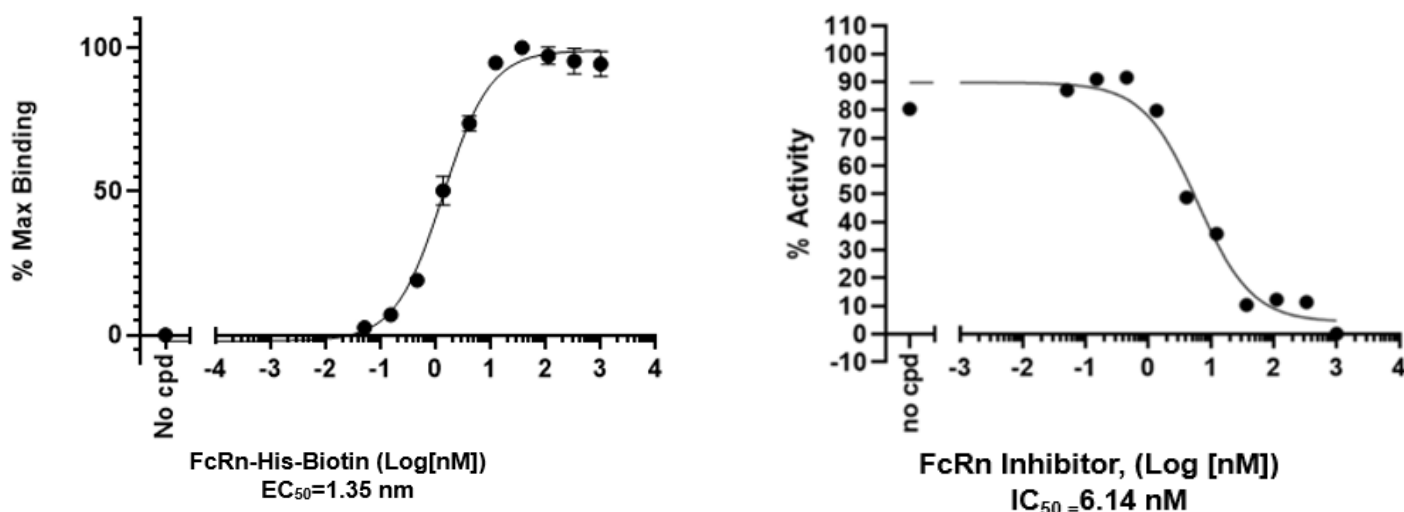 % Max Binding
100
50
0
No cpd
-4 -3 -2 -1 0 1 2 3 4
FcRn-His-Biotin (Log[nM])
EC₅₀=1.35 nm
% Activity
110
100
90
80
70
60
50
40
30
20
10
0
-10
no cpd
-3 -2 -1 0 1 2 3 4
FcRn Inhibitor, (Log [nM])
IC₅₀ ₌6.14 nM